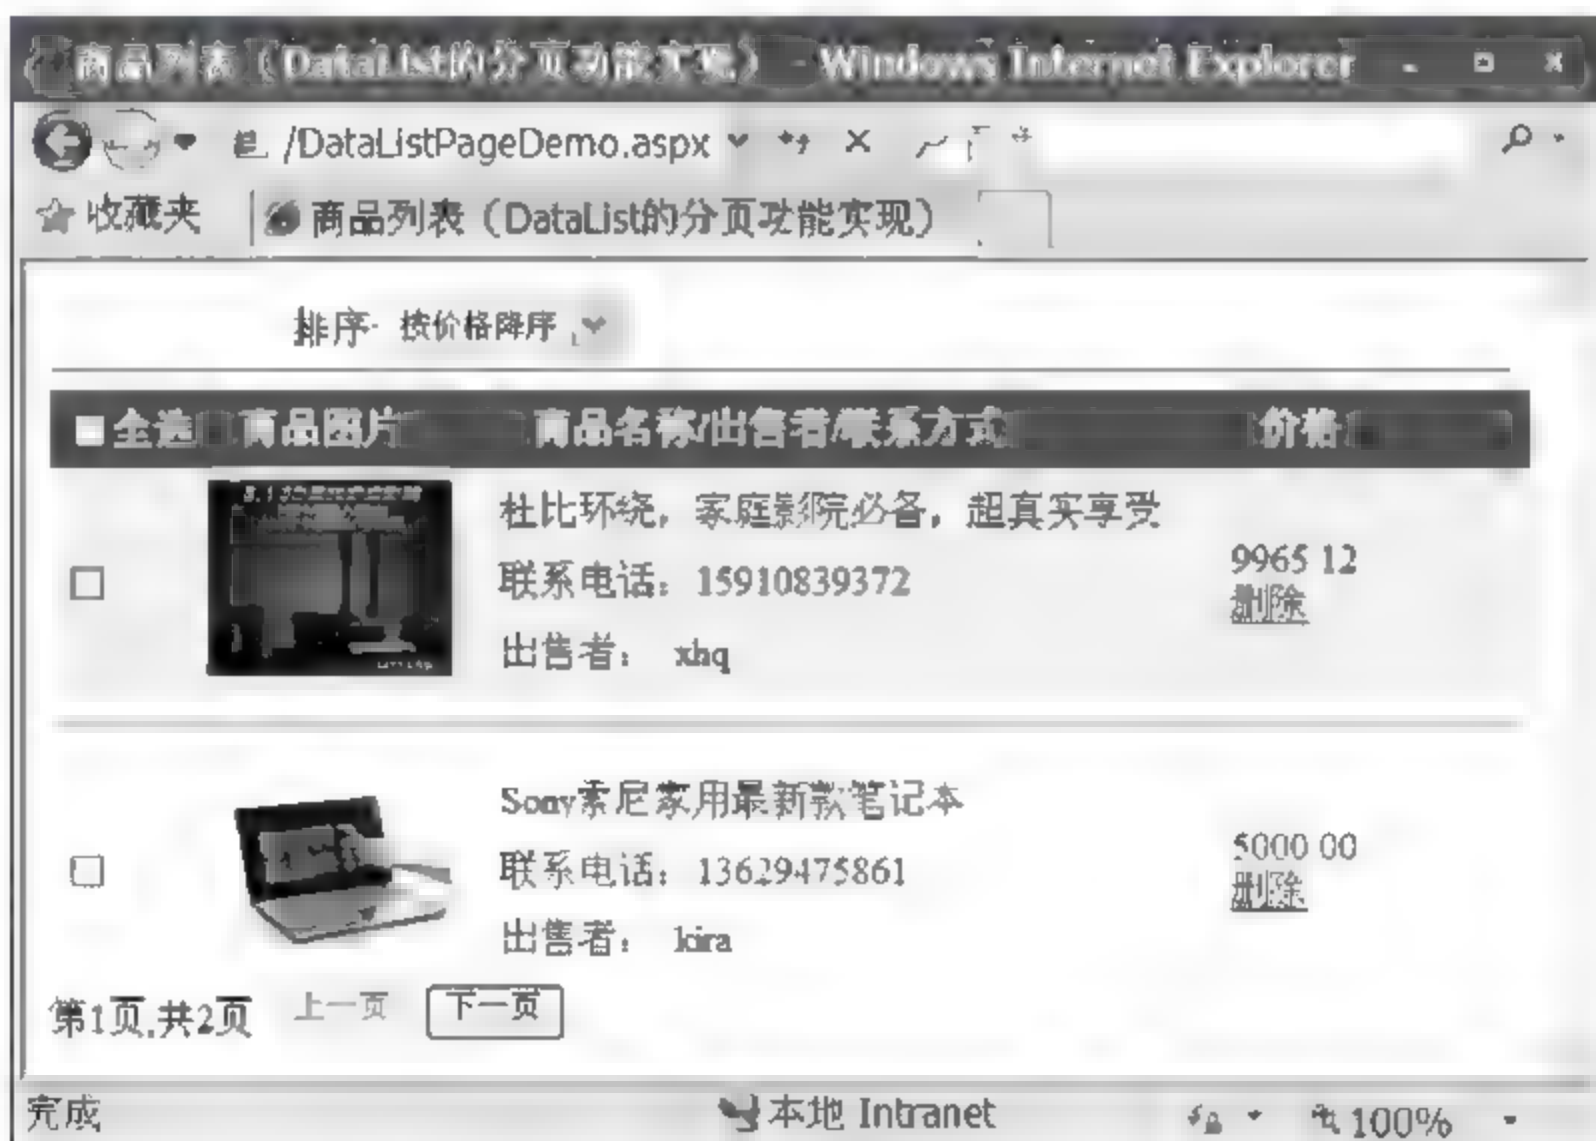 商品列表（DataList的分页功能实现） - Windows Internet Explorer
/DataListPageDemo.aspx
收藏夹 商品列表（DataList的分页功能实现）
排序- 按价格降序
全选 商品图片 商品名称/出售者/联系方式 价格
杜比环绕，家庭影院必备，超真实享受
联系电话：15910839372
出售者： xhq
9965 12
删除
Sony索尼家用最新款笔记本
联系电话：13629475861
出售者： kira
5000 00
删除
第1页,共2页 上一页 下一页
完成 本地 Intranet 100%